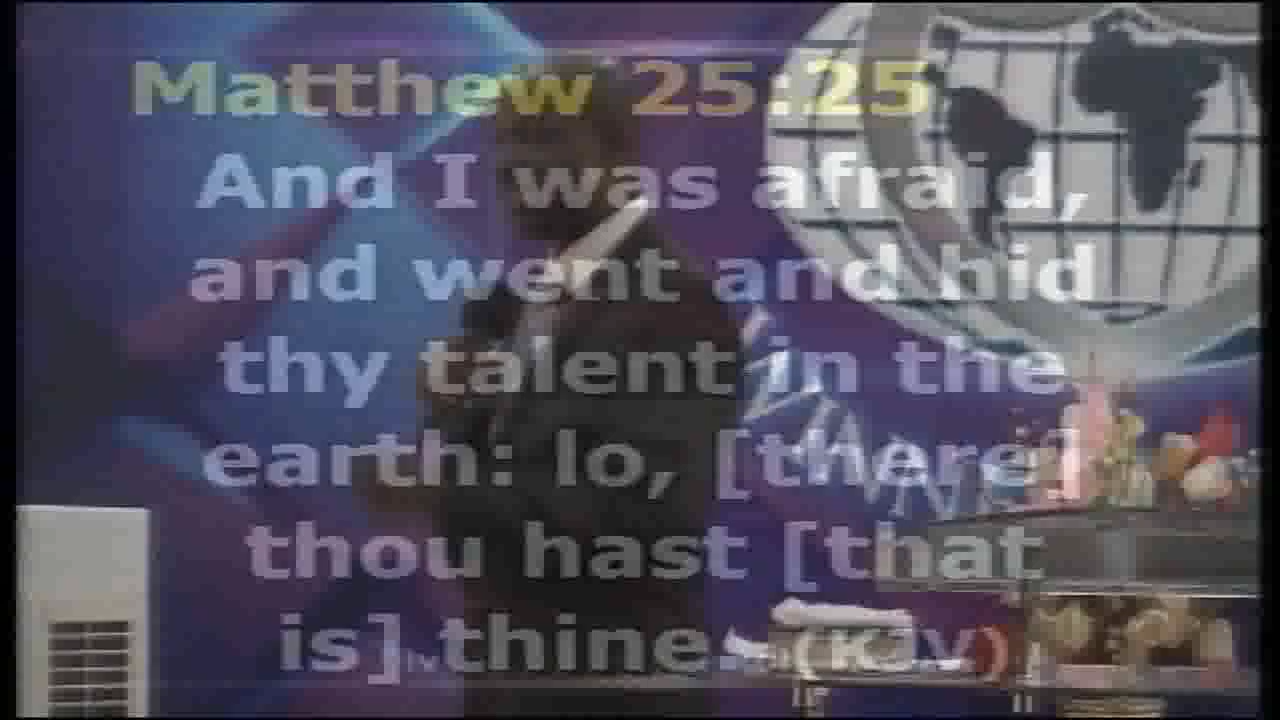 Matthew 25:25
And I was afraid,
and went and hid
thy talent in the
earth: lo, [there]
thou hast [that
is] thine. (KJV)